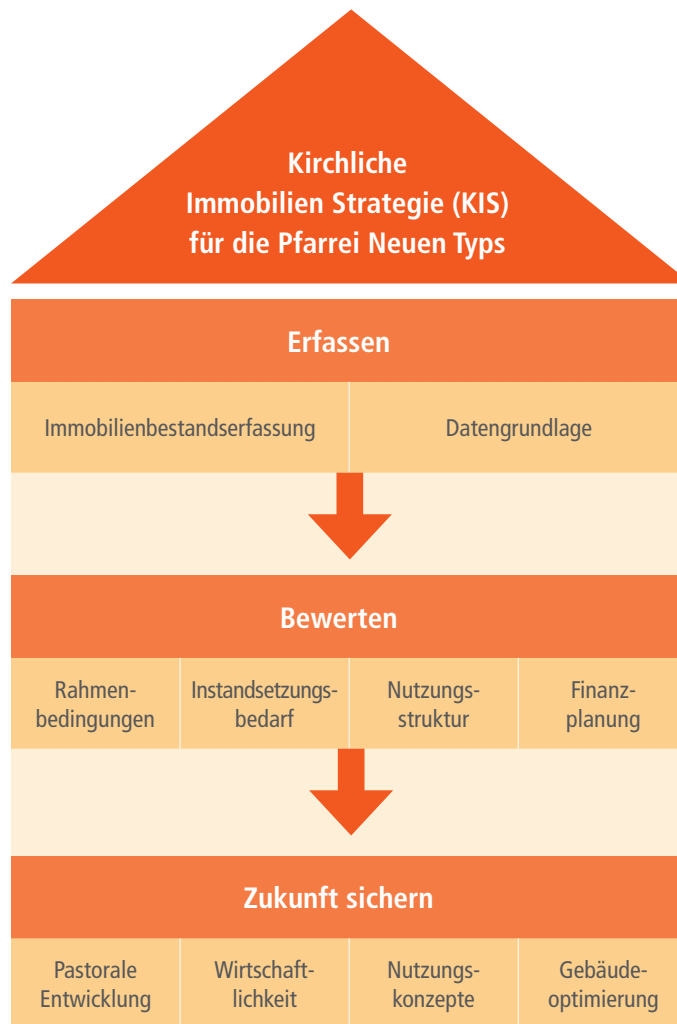 Kirchliche
Immobilien Strategie (KIS)
für die Pfarrei Neuen Typs
Erfassen
Immobilienbestandserfassung
Datengrundlage
Bewerten
Rahmen-
bedingungen
Instandsetzungs-
bedarf
Nutzungs-
struktur
Finanz-
planung
Zukunft sichern
Pastorale
Entwicklung
Wirtschaft-
lichkeit
Nutzungs-
konzepte
Gebäude-
optimierung